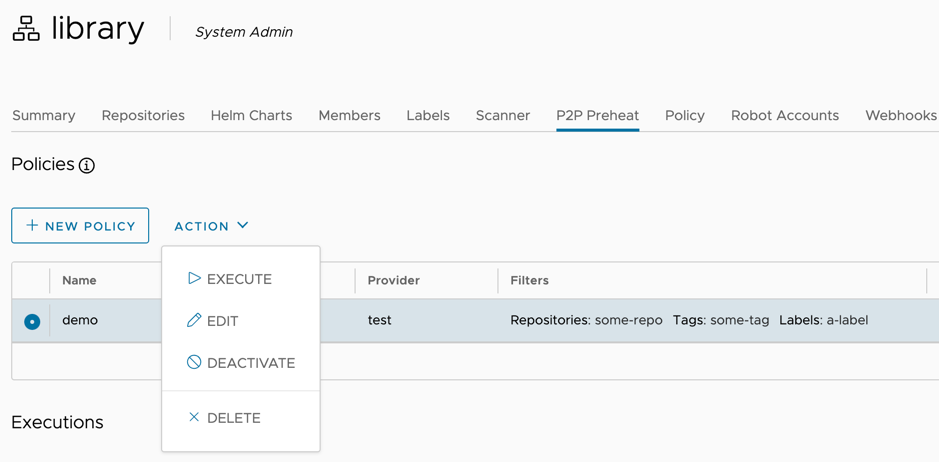 library System Admin
Summary Repositories Helm Charts Members Labels Scanner P2P Preheat Policy Robot Accounts Webhooks
Policies
+ NEW POLICY ACTION
Name Provider Filters
demo test Repositories: some-repo Tags: some-tag Labels: a-label
EXECUTE
EDIT
DEACTIVATE
DELETE
Executions